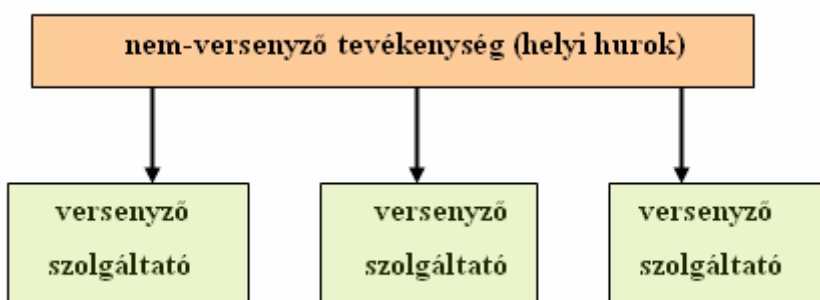 nem-versenyző tevékenység (helyi hurok)
versenyző
szolgáltató
versenyző
szolgáltató
versenyző
szolgáltató